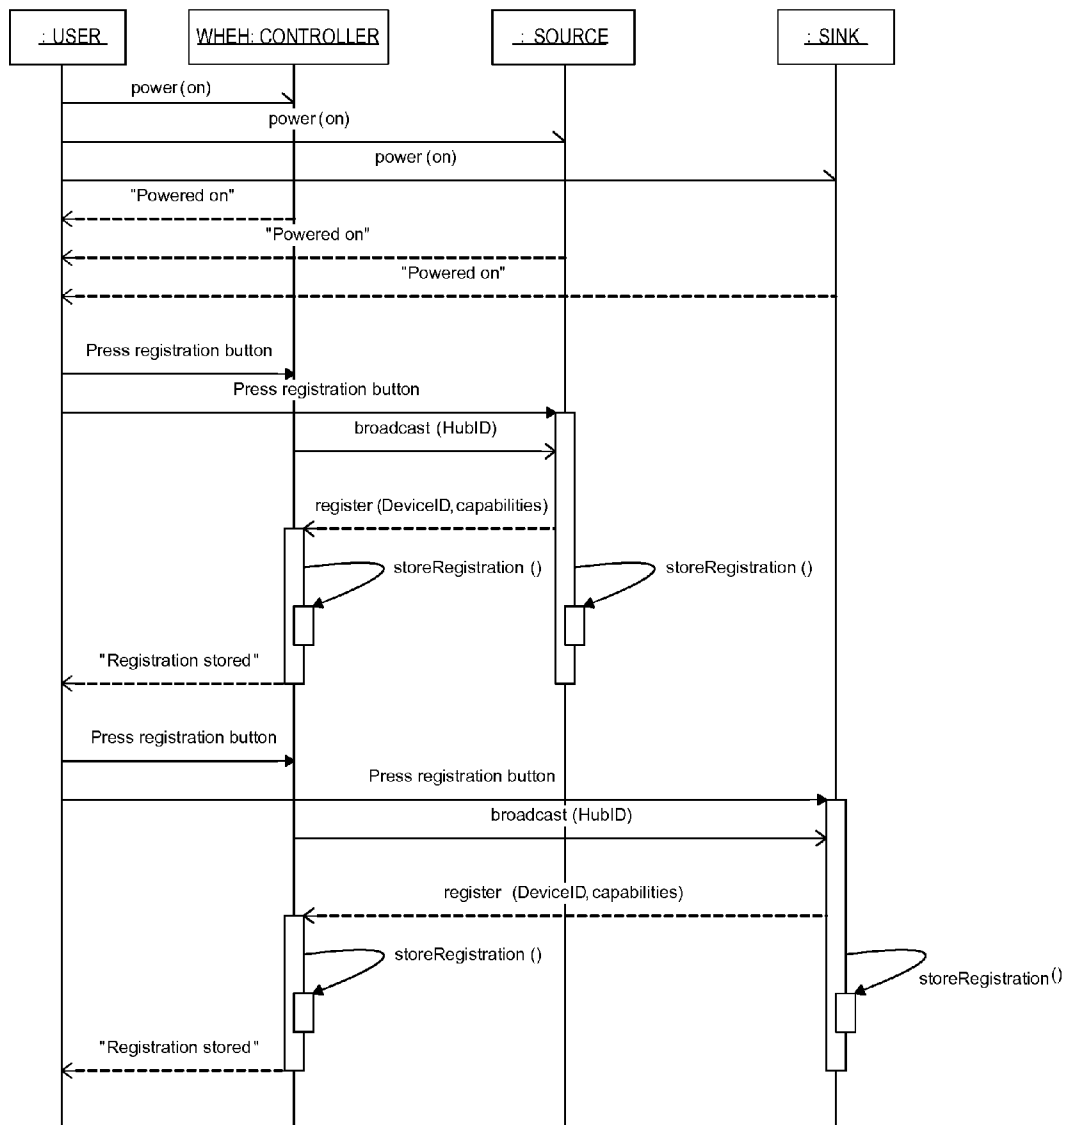 : USER
WHEH: CONTROLLER
: SOURCE
: SINK
power (on)
power (on)
power (on)
"Powered on"
"Powered on"
"Powered on"
Press registration button
Press registration button
broadcast (HubID)
register (DeviceID, capabilities)
storeRegistration ()
storeRegistration ()
"Registration stored"
Press registration button
Press registration button
broadcast (HubID)
register (DeviceID, capabilities)
storeRegistration ()
storeRegistration ()
"Registration stored"